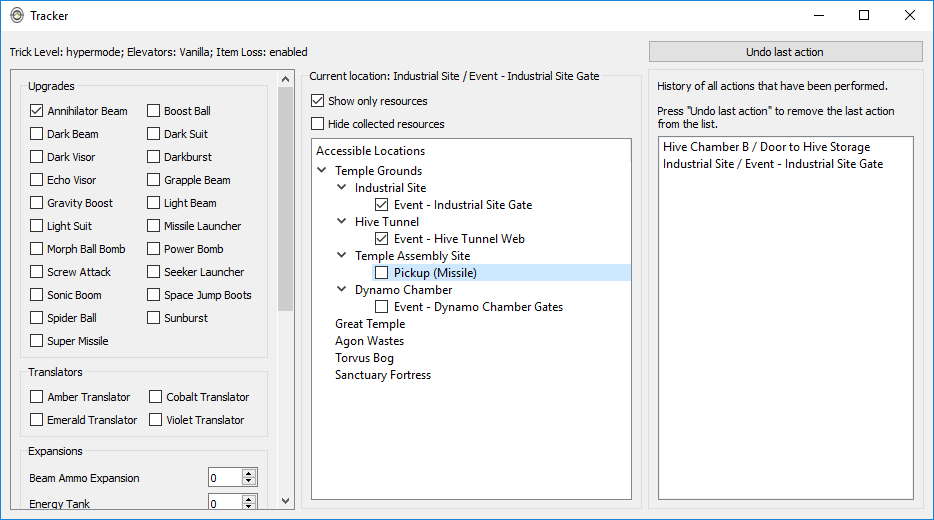 Tracker
Trick Level: hypermode; Elevators: Vanilla; Item Loss: enabled
Undo last action
Upgrades
Annihilator Beam
Boost Ball
Dark Beam
Dark Suit
Dark Visor
Darkburst
Echo Visor
Grapple Beam
Gravity Boost
Light Beam
Light Suit
Missile Launcher
Morph Ball Bomb
Power Bomb
Screw Attack
Seeker Launcher
Sonic Boom
Space Jump Boots
Spider Ball
Sunburst
Super Missile
Translators
Amber Translator
Cobalt Translator
Emerald Translator
Violet Translator
Expansions
Beam Ammo Expansion
0
Energy Tank
0
Current location: Industrial Site / Event - Industrial Site Gate
Show only resources
Hide collected resources
Accessible Locations
Temple Grounds
Industrial Site
Event - Industrial Site Gate
Hive Tunnel
Event - Hive Tunnel Web
Temple Assembly Site
Pickup (Missile)
Dynamo Chamber
Event - Dynamo Chamber Gates
Great Temple
Agon Wastes
Torvus Bog
Sanctuary Fortress
History of all actions that have been performed.
Press "Undo last action" to remove the last action
from the list.
Hive Chamber B / Door to Hive Storage
Industrial Site / Event - Industrial Site Gate